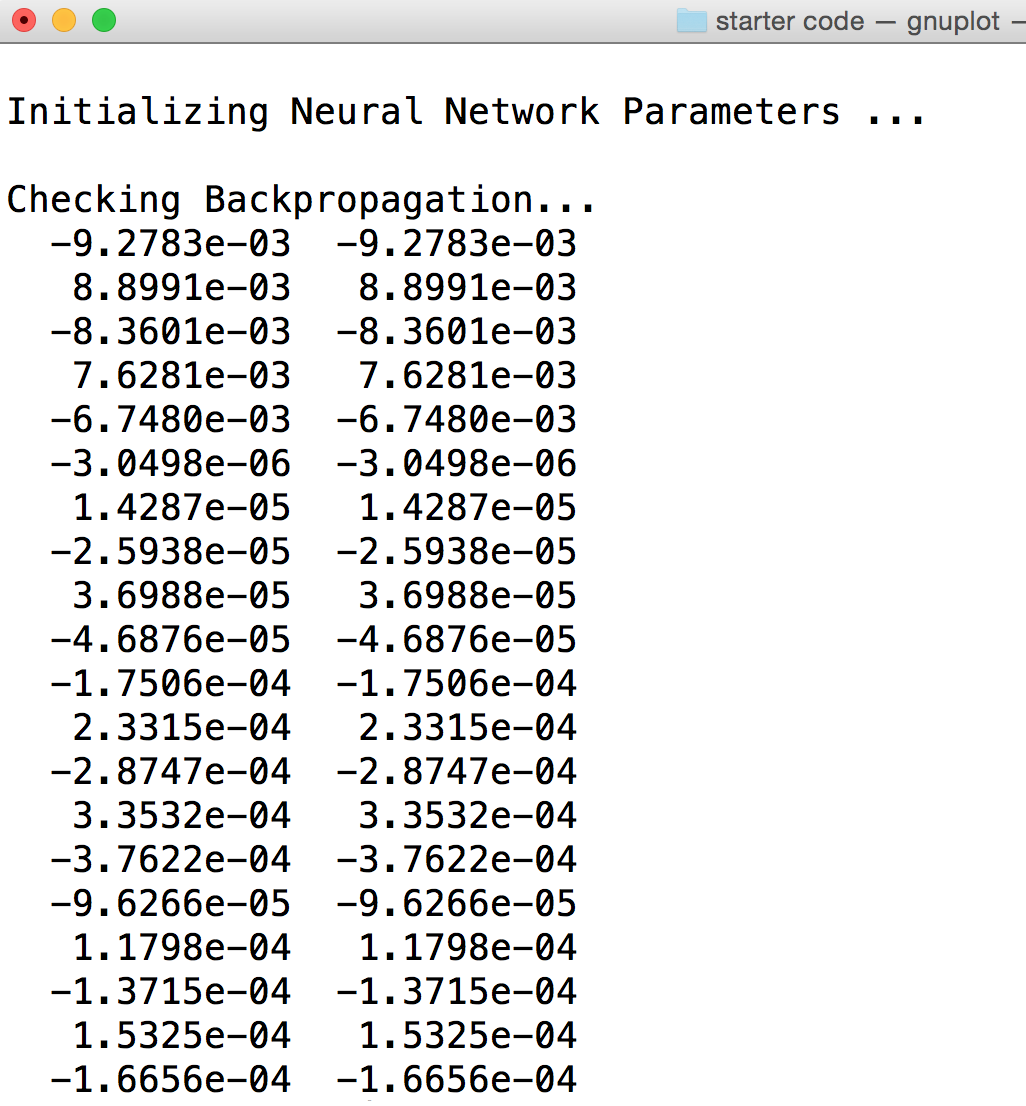 starter code — gnuplot —
Initializing Neural Network Parameters ...
Checking Backpropagation...
-9.2783e-03 -9.2783e-03
8.8991e-03 8.8991e-03
-8.3601e-03 -8.3601e-03
7.6281e-03 7.6281e-03
-6.7480e-03 -6.7480e-03
-3.0498e-06 -3.0498e-06
1.4287e-05 1.4287e-05
-2.5938e-05 -2.5938e-05
3.6988e-05 3.6988e-05
-4.6876e-05 -4.6876e-05
-1.7506e-04 -1.7506e-04
2.3315e-04 2.3315e-04
-2.8747e-04 -2.8747e-04
3.3532e-04 3.3532e-04
-3.7622e-04 -3.7622e-04
-9.6266e-05 -9.6266e-05
1.1798e-04 1.1798e-04
-1.3715e-04 -1.3715e-04
1.5325e-04 1.5325e-04
-1.6656e-04 -1.6656e-04